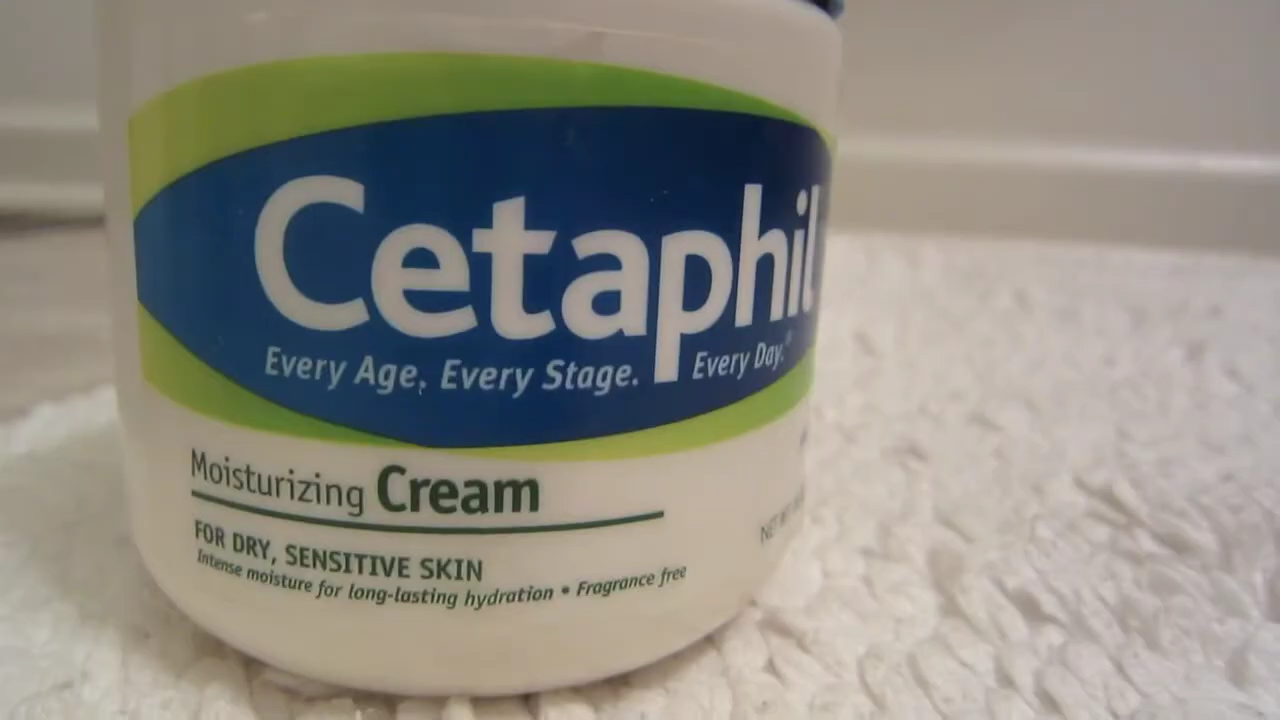 Cetaphil
Every Age. Every Stage. Every Day.®
Moisturizing Cream
FOR DRY, SENSITIVE SKIN
Intense moisture for long-lasting hydration • Fragrance free